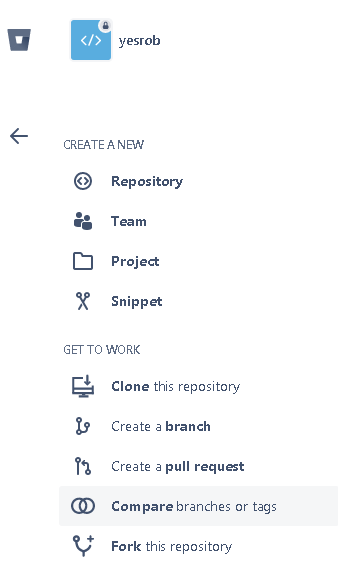 yesrob
CREATE A NEW
Repository
Team
Project
Snippet
GET TO WORK
Clone this repository
Create a branch
Create a pull request
Compare branches or tags
Fork this repository